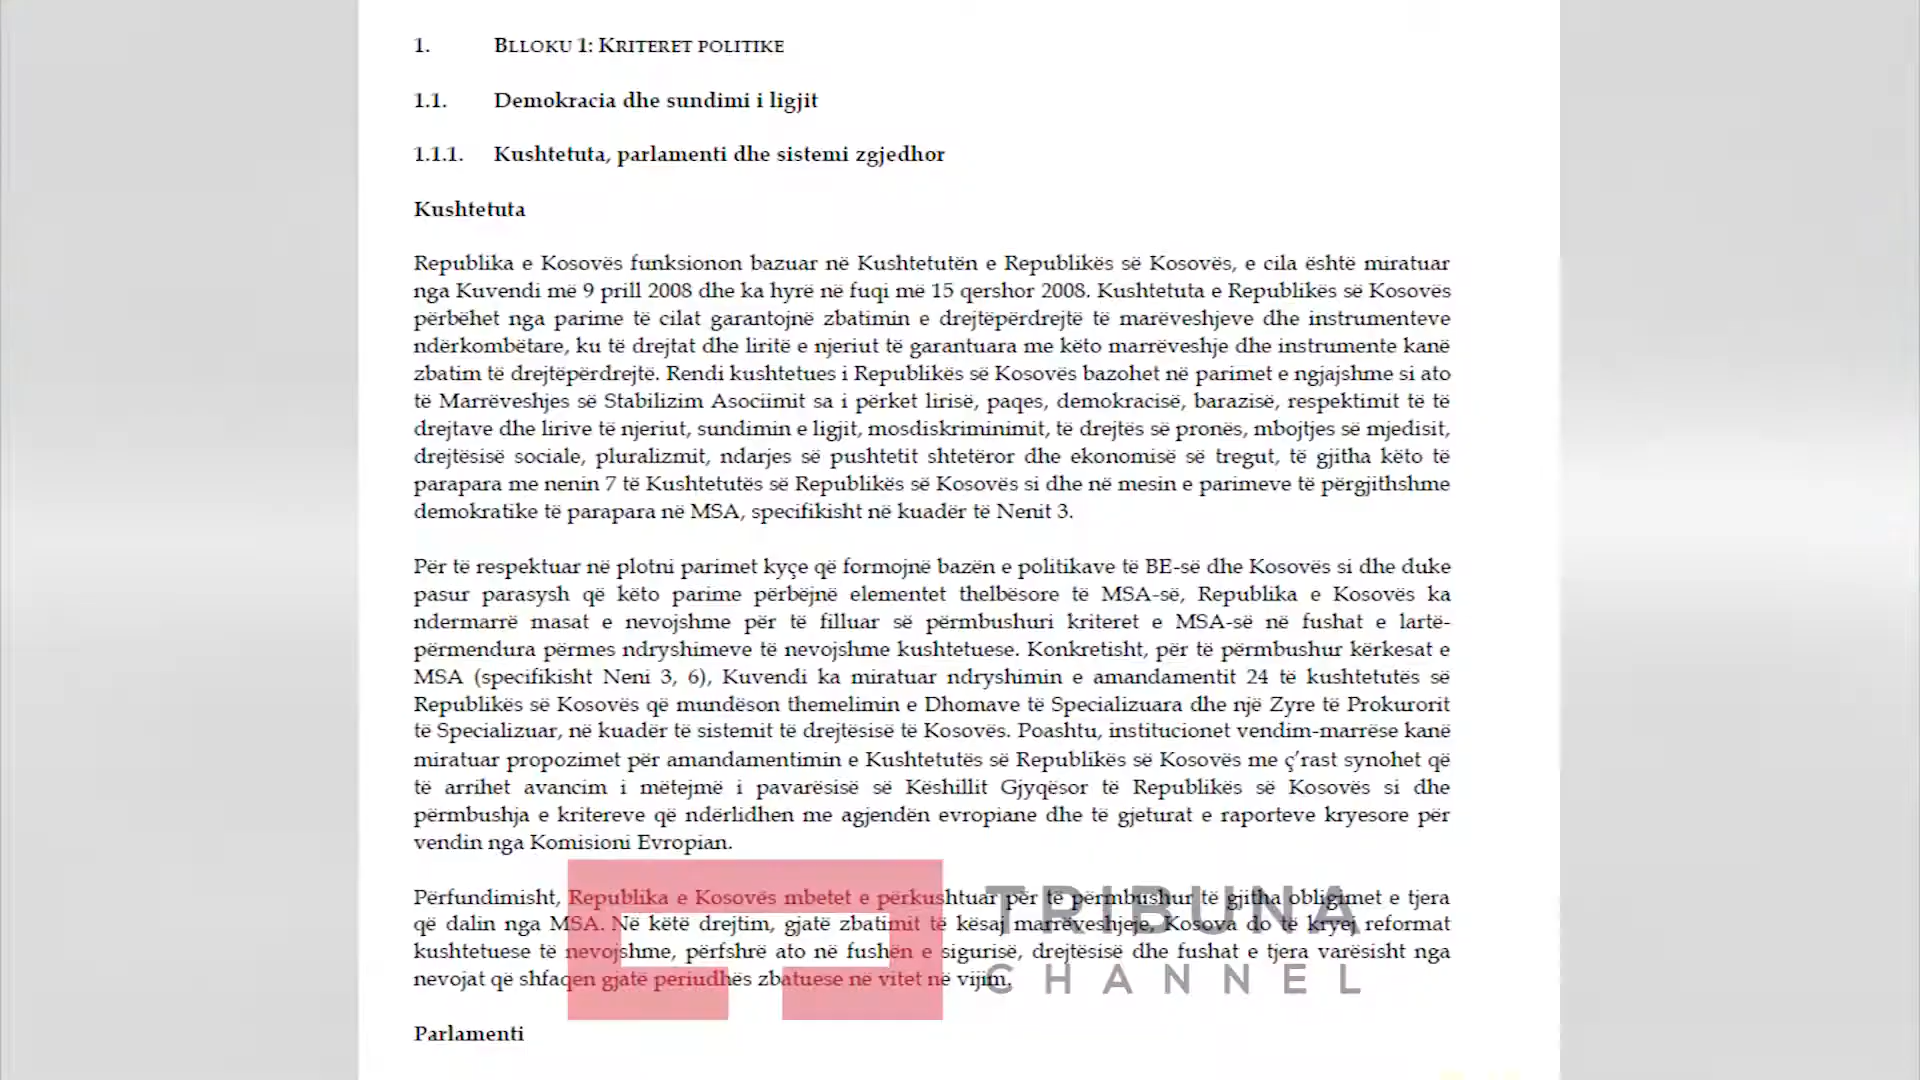 1. BLLOKU 1: KRITERET POLITIKE
1.1. Demokracia dhe sundimi i ligjit
1.1.1. Kushtetuta, parlamenti dhe sistemi zgjedhor
Kushtetuta
Republika e Kosovës funksionon bazuar në Kushtetutën e Republikës së Kosovës, e cila është miratuar
nga Kuvendi më 9 prill 2008 dhe ka hyrë në fuqi më 15 qershor 2008. Kushtetuta e Republikës së Kosovës
përbëhet nga parime të cilat garantojnë zbatimin e drejtëpërdrejtë të marëveshjeve dhe instrumenteve
ndërkombëtare, ku të drejtat dhe liritë e njeriut të garantuara me këto marrëveshje dhe instrumente kanë
zbatim të drejtëpërdrejtë. Rendi kushtetues i Republikës së Kosovës bazohet në parimet e ngjajshme si ato
të Marrëveshjes së Stabilizim Asociimit sa i përket lirisë, paqes, demokracisë, barazisë, respektimit të të
drejtave dhe lirive të njeriut, sundimin e ligjit, mosdiskriminimit, të drejtës së pronës, mbojtjes së mjedisit,
drejtësisë sociale, pluralizmit, ndarjes së pushtetit shtetëror dhe ekonomisë së tregut, të gjitha këto të
parapara me nenin 7 të Kushtetutës së Republikës së Kosovës si dhe në mesin e parimeve të përgjithshme
demokratike të parapara në MSA, specifikisht në kuadër të Nenit 3.
Për të respektuar në plotni parimet kyçe që formojnë bazën e politikave të BE-së dhe Kosovës si dhe duke
pasur parasysh që këto parime përbëjnë elementet thelbësore të MSA-së, Republika e Kosovës ka
ndermarrë masat e nevojshme për të filluar së përmbushuri kriteret e MSA-së në fushat e lartë-
përmendura përmes ndryshimeve të nevojshme kushtetuese. Konkretisht, për të përmbushur kërkesat e
MSA (specifikisht Neni 3, 6), Kuvendi ka miratuar ndryshimin e amandamentit 24 të kushtetutës së
Republikës së Kosovës që mundëson themelimin e Dhomave të Specializuara dhe një Zyre të Prokurorit
të Specializuar, në kuadër të sistemit të drejtësisë të Kosovës. Poashtu, institucionet vendim-marrëse kanë
miratuar propozimet për amandamentimin e Kushtetutës së Republikës së Kosovës me ç'rast synohet që
të arrihet avancim i mëtejmë i pavarësisë së Këshillit Gjyqësor të Republikës së Kosovës si dhe
përmbushja e kritereve që ndërlidhen me agjendën evropiane dhe të gjeturat e raporteve kryesore për
vendin nga Komisioni Evropian.
Përfundimisht, Republika e Kosovës mbetet e përkushtuar për të përmbushur të gjitha obligimet e tjera
që dalin nga MSA. Në këtë drejtim, gjatë zbatimit të kësaj marrëveshjeje, Kosova do të kryej reformat
kushtetuese të nevojshme, përfshrë ato në fushën e sigurisë, drejtësisë dhe fushat e tjera varësisht nga
nevojat që shfaqen gjatë periudhës zbatuese në vitet në vijim.
TRIBUNA
CHANNEL
Parlamenti